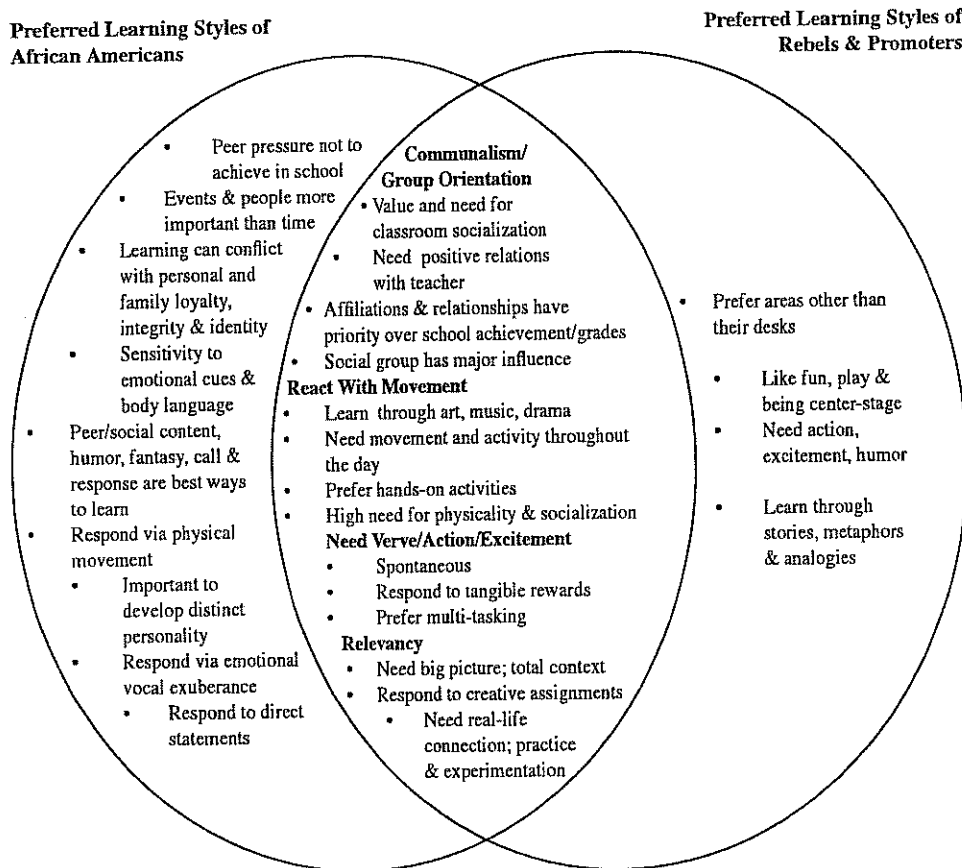 Preferred Learning Styles of
African Americans
Preferred Learning Styles of
Rebels & Promoters
• Peer pressure not to
achieve in school
• Events & people more
important than time
• Learning can conflict
with personal and
family loyalty,
integrity & identity
• Sensitivity to
emotional cues &
body language
• Peer/social content,
humor, fantasy, call &
response are best ways
to learn
• Respond via physical
movement
• Important to
develop distinct
personality
• Respond via emotional
vocal exuberance
• Respond to direct
statements
Communalism/
Group Orientation
• Value and need for
classroom socialization
• Need positive relations
with teacher
• Affiliations & relationships have
priority over school achievement/grades
• Social group has major influence
React With Movement
• Learn through art, music, drama
• Need movement and activity throughout
the day
• Prefer hands-on activities
• High need for physicality & socialization
Need Verve/Action/Excitement
• Spontaneous
• Respond to tangible rewards
• Prefer multi-tasking
Relevancy
• Need big picture; total context
• Respond to creative assignments
• Need real-life
connection; practice
& experimentation
• Prefer areas other than
their desks
• Like fun, play &
being center-stage
• Need action,
excitement, humor
• Learn through
stories, metaphors
& analogies